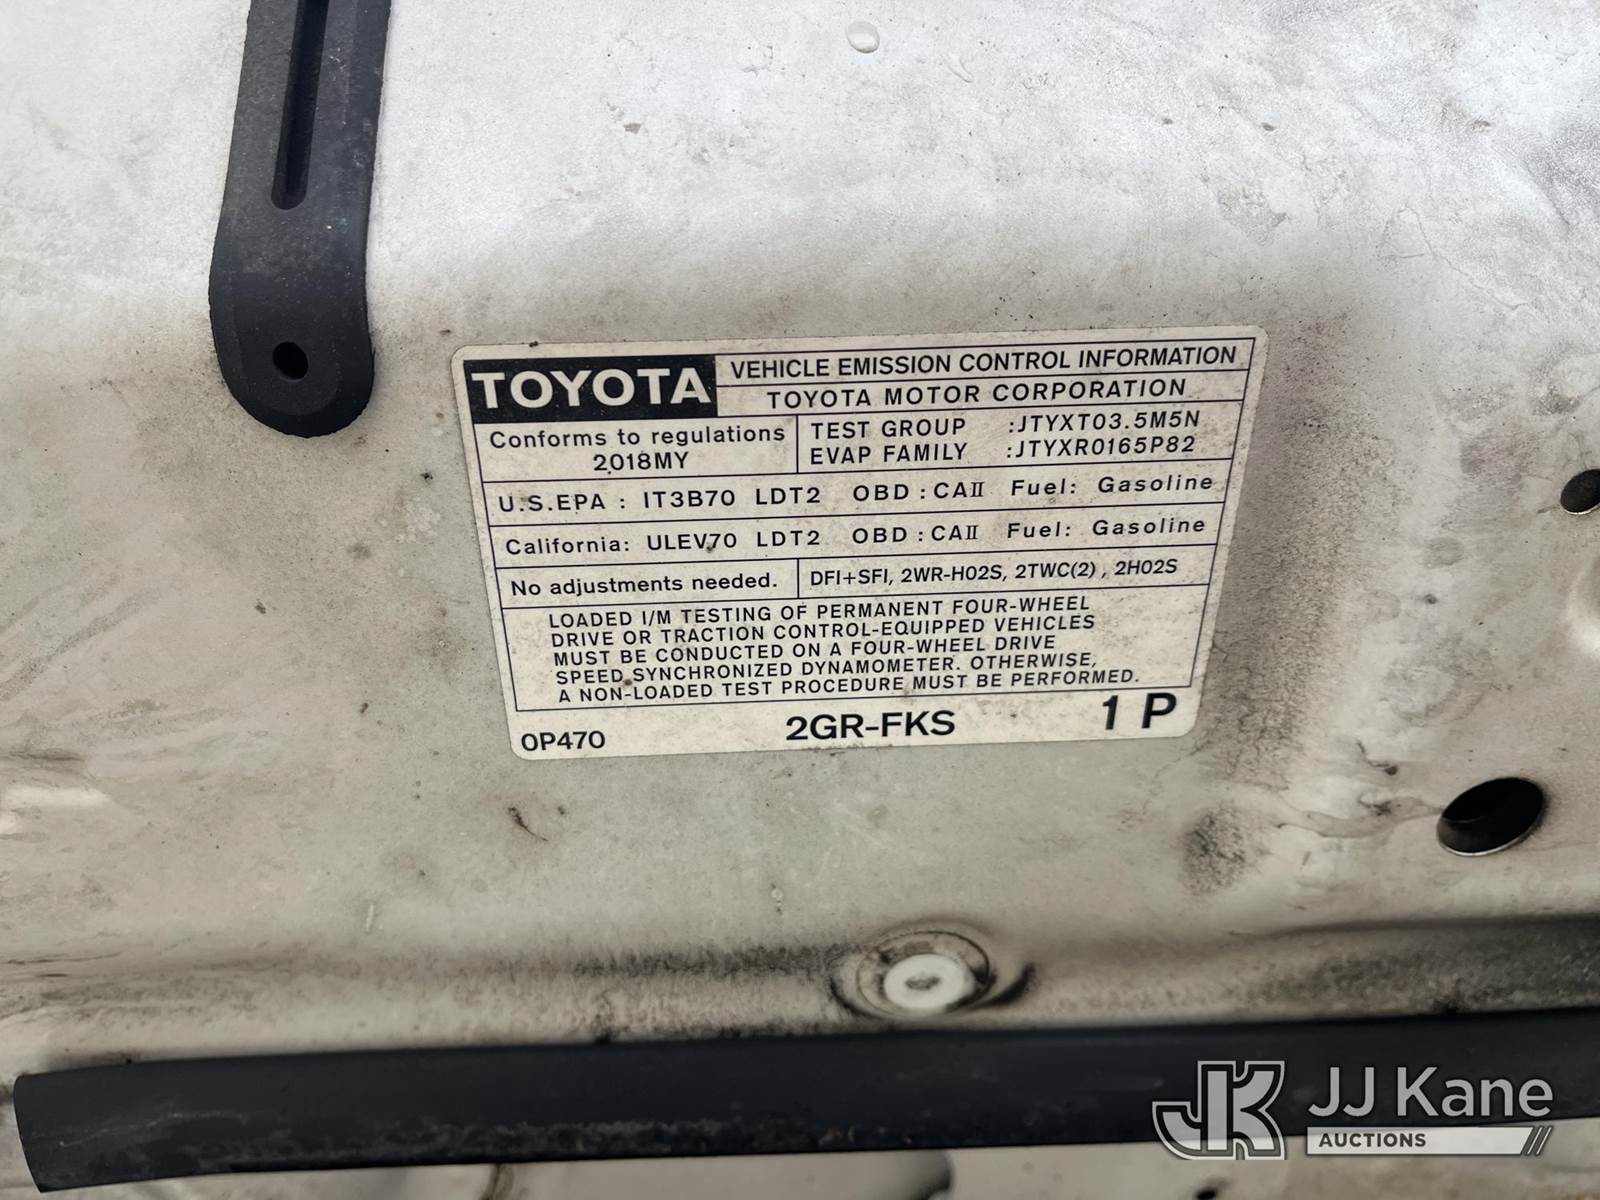 TOYOTA
VEHICLE EMISSION CONTROL INFORMATION
TOYOTA MOTOR CORPORATION
Conforms to regulations
2018MY
TEST GROUP :JTYXT03.5M5N
EVAP FAMILY :JTYXR0165P82
U.S.EPA : IT3B70 LDT2 OBD : CAII Fuel: Gasoline
California: ULEV70 LDT2 OBD : CAII Fuel: Gasoline
No adjustments needed.
DFI+SFI, 2WR-HO2S, 2TWC(2) , 2HO2S
LOADED I/M TESTING OF PERMANENT FOUR-WHEEL
DRIVE OR TRACTION CONTROL-EQUIPPED VEHICLES
MUST BE CONDUCTED ON A FOUR-WHEEL DRIVE
SPEED SYNCHRONIZED DYNAMOMETER. OTHERWISE,
A NON-LOADED TEST PROCEDURE MUST BE PERFORMED.
0P470
2GR-FKS
1 P
JK JJ Kane
AUCTIONS